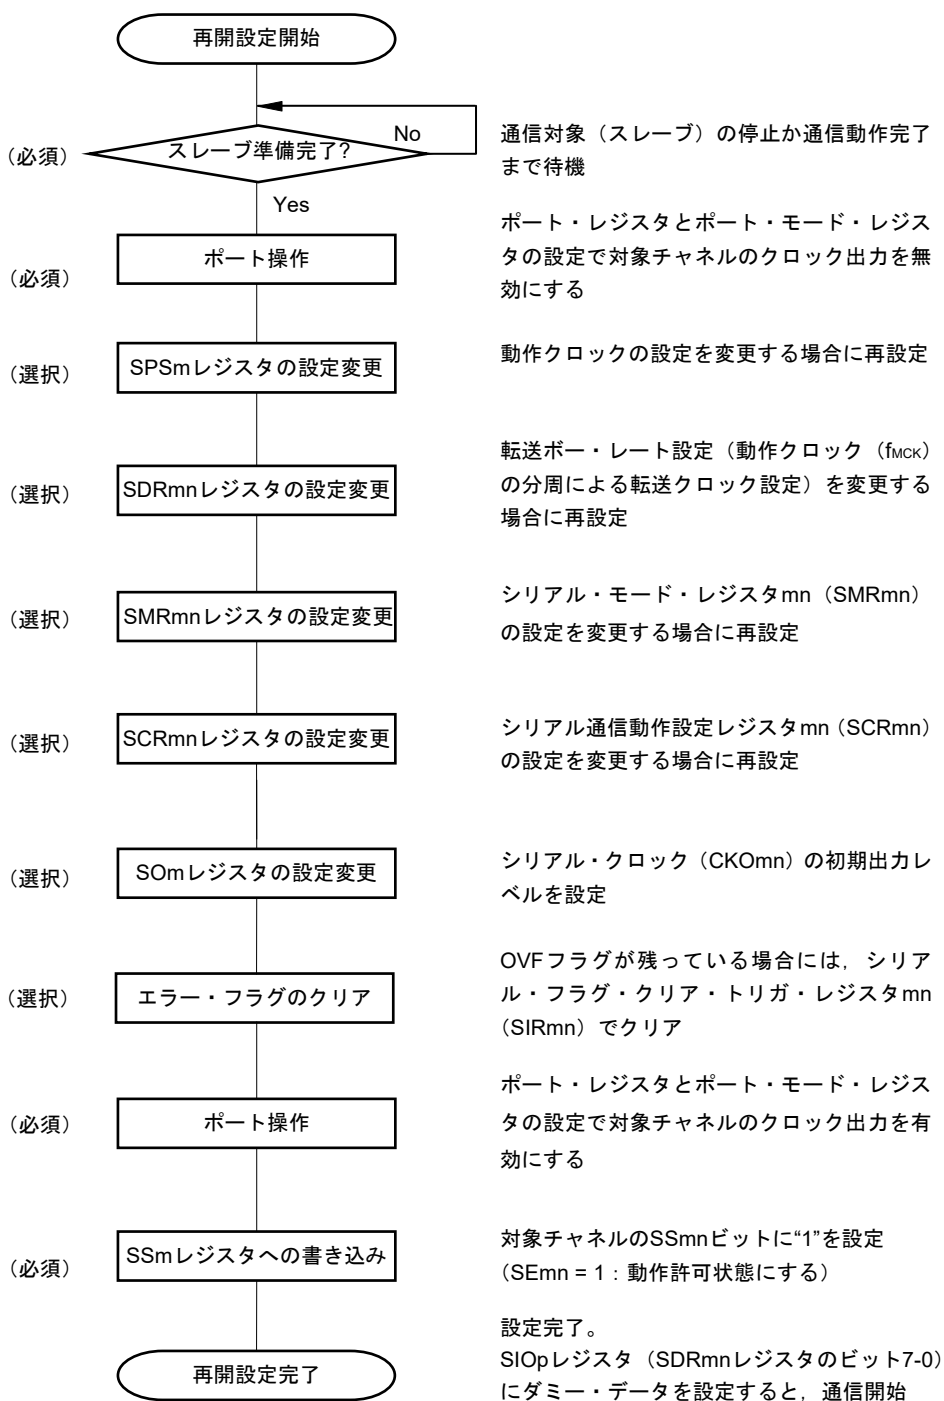 再開設定開始
No
(必須)
スレーブ準備完了?
通信対象（スレーブ）の停止か通信動作完了
まで待機
Yes
(必須)
ポート操作
ポート・レジスタとポート・モード・レジス
タの設定で対象チャネルのクロック出力を無
効にする
(選択)
SPSmレジスタの設定変更
動作クロックの設定を変更する場合に再設定
(選択)
SDRmnレジスタの設定変更
転送ボー・レート設定（動作クロック（fMCK）
の分周による転送クロック設定）を変更する
場合に再設定
(選択)
SMRmnレジスタの設定変更
シリアル・モード・レジスタmn（SMRmn）
の設定を変更する場合に再設定
(選択)
SCRmnレジスタの設定変更
シリアル通信動作設定レジスタmn（SCRmn）
の設定を変更する場合に再設定
(選択)
SOmレジスタの設定変更
シリアル・クロック（CKOmn）の初期出力レ
ベルを設定
(選択)
エラー・フラグのクリア
OVFフラグが残っている場合には，シリア
ル・フラグ・クリア・トリガ・レジスタmn
（SIRmn）でクリア
(必須)
ポート操作
ポート・レジスタとポート・モード・レジス
タの設定で対象チャネルのクロック出力を有
効にする
(必須)
SSmレジスタへの書き込み
対象チャネルのSSmnビットに“1”を設定
（SEmn = 1：動作許可状態にする）
再開設定完了
設定完了。
SIOpレジスタ（SDRmnレジスタのビット7-0）
にダミー・データを設定すると，通信開始